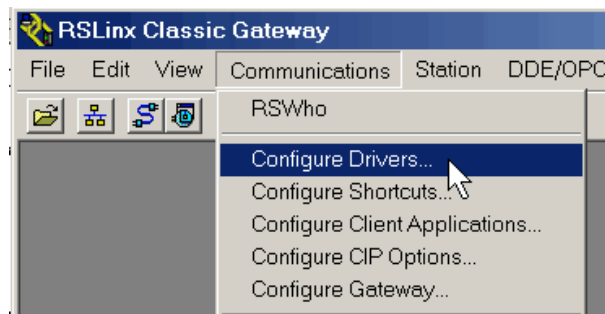 RSLinx Classic Gateway
File Edit View Communications Station DDE/OPC
RSWho
Configure Drivers...
Configure Shortcuts...
Configure Client Applications...
Configure CIP Options...
Configure Gateway...